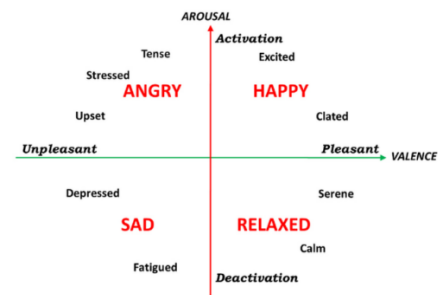 AROUSAL
Activation
Tense
Excited
Stressed
ANGRY
HAPPY
Upset
Clated
Unpleasant
Pleasant
VALENCE
Depressed
Serene
SAD
RELAXED
Calm
Fatigued
Deactivation